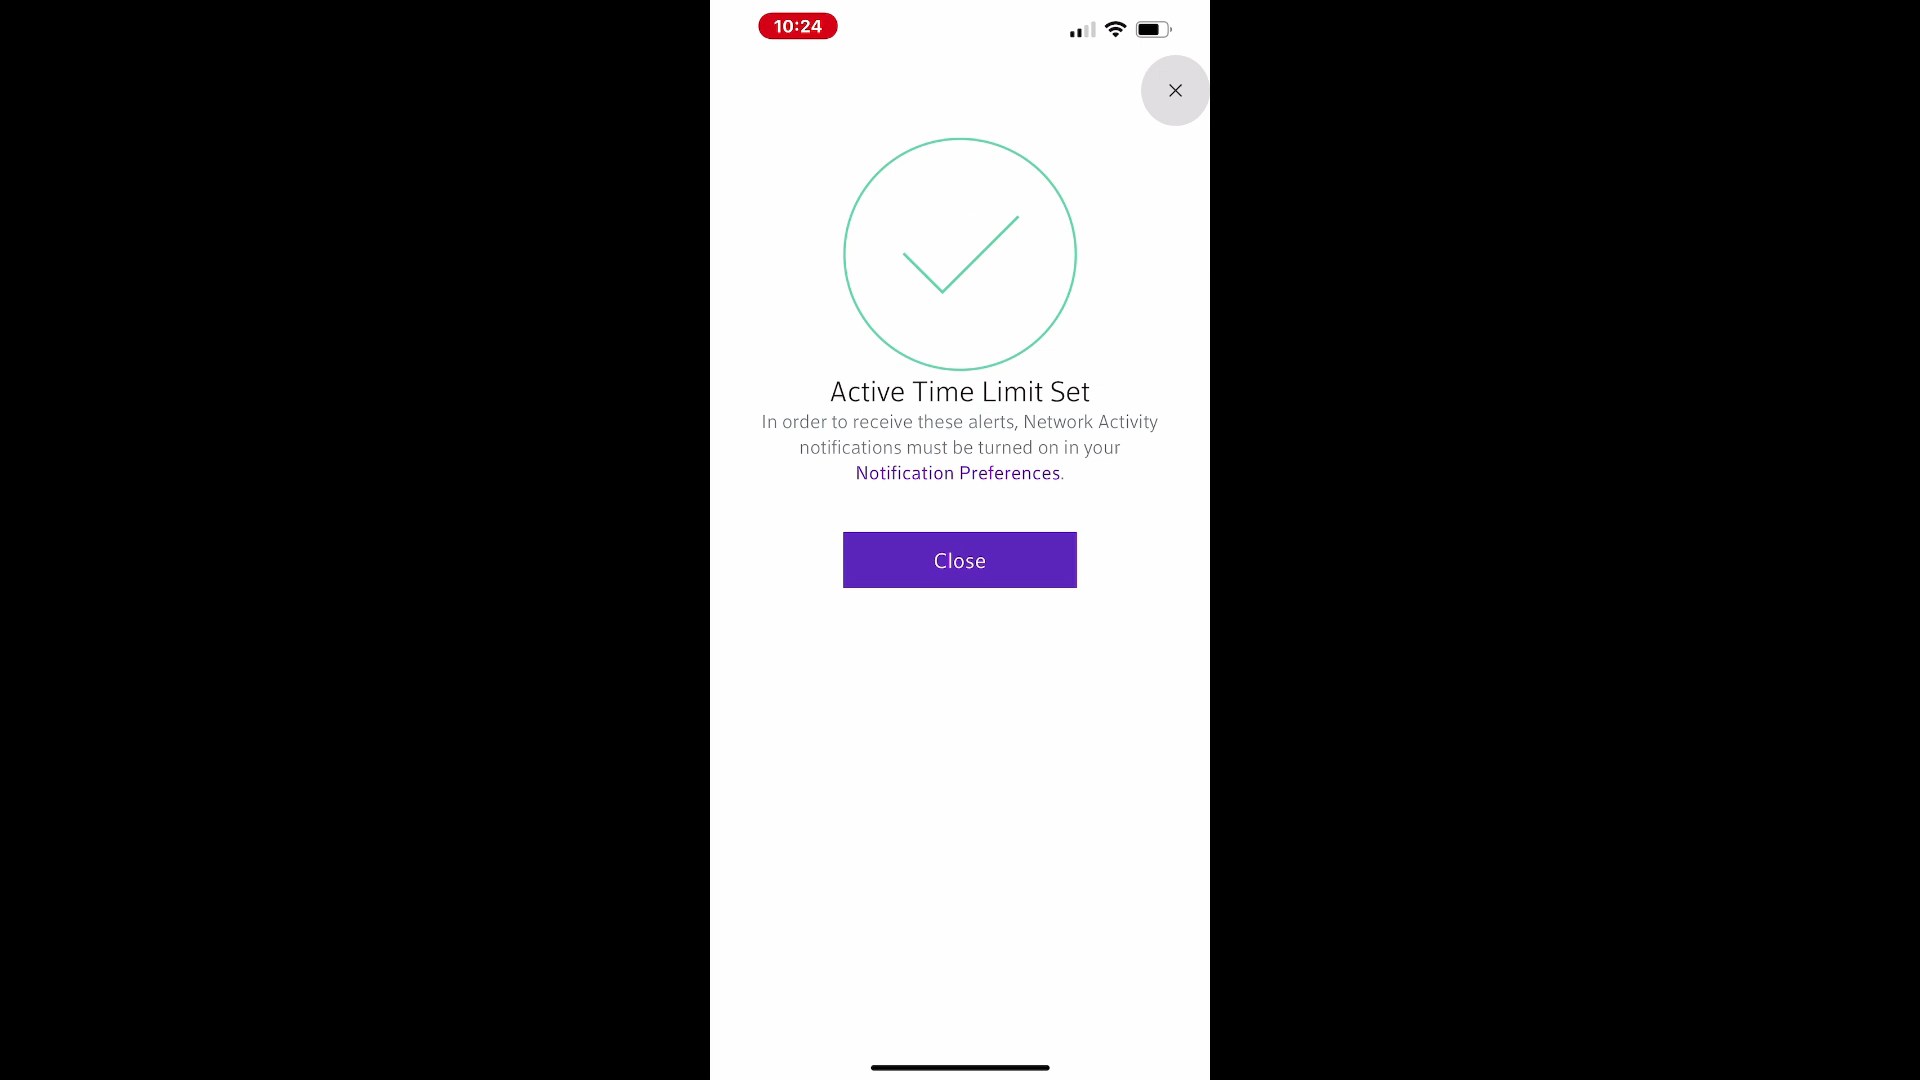 10:24
Active Time Limit Set
In order to receive these alerts, Network Activity
notifications must be turned on in your
Notification Preferences.
Close